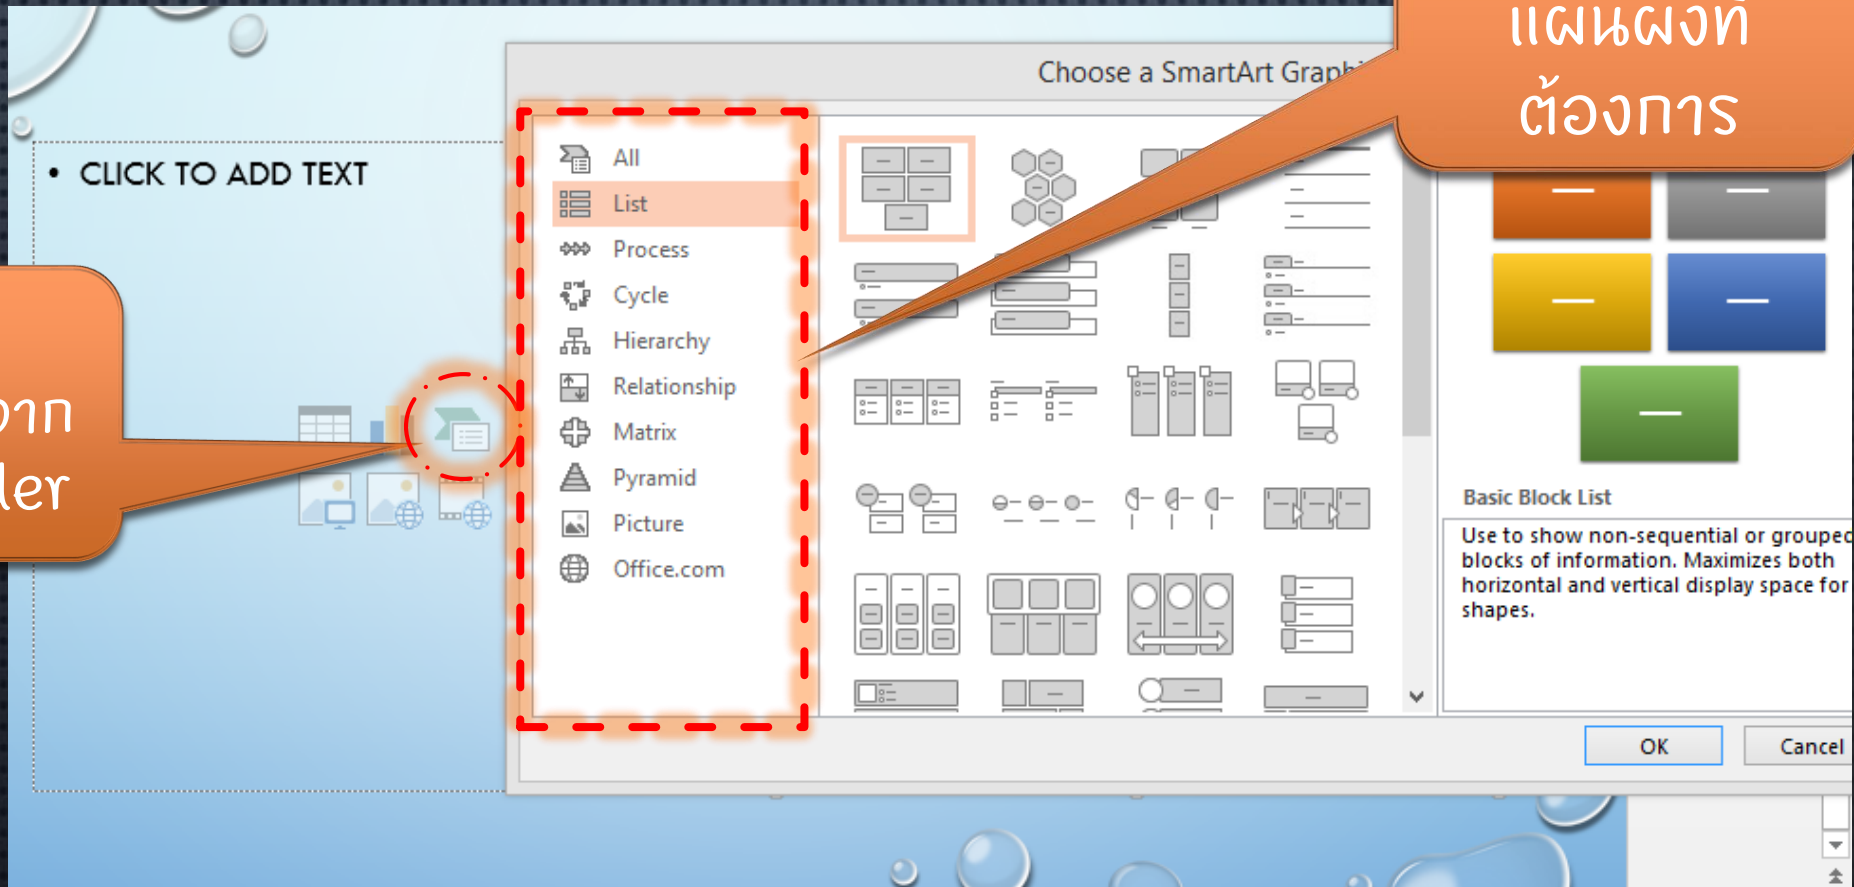 แผนผังที่
ต้องการ
Choose a SmartArt
• CLICK TO ADD TEXT
All
List
Process
Cycle
Hierarchy
Relationship
Matrix
Pyramid
Picture
Office.com
Basic Block List
Use to show non-sequential or grouped
blocks of information. Maximizes both
horizontal and vertical display space for
shapes.
OK
Cancel